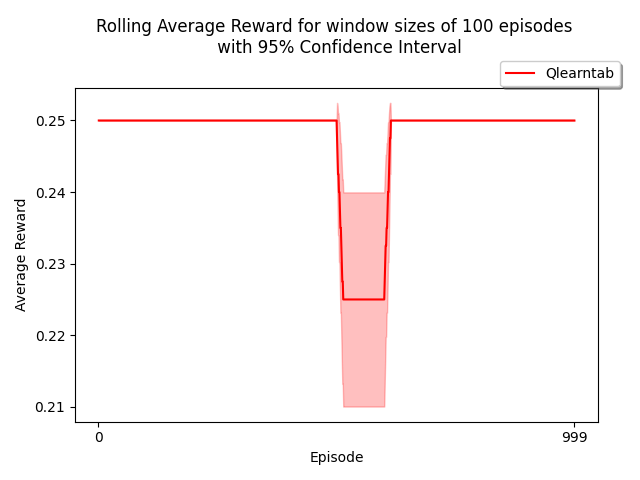 Rolling Average Reward for window sizes of 100 episodes
with 95% Confidence Interval
Qlearntab
0.25
0.24
0.23
0.22
0.21
Average Reward
0
999
Episode